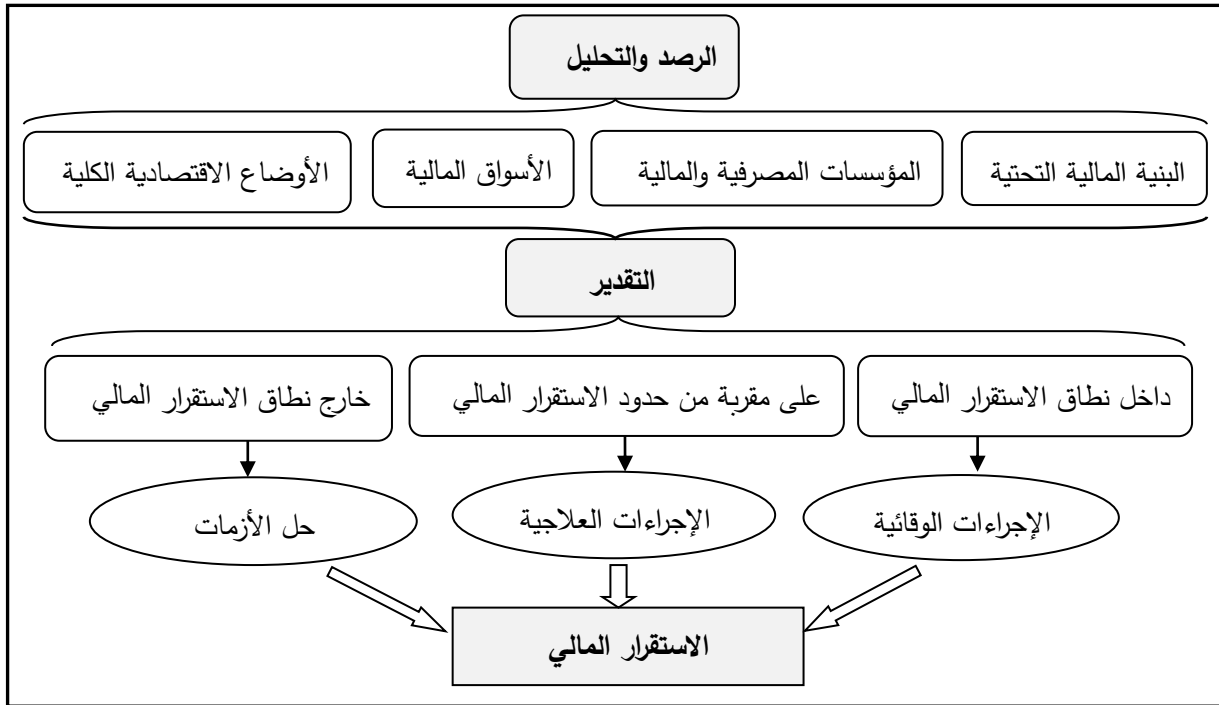 الرصد والتحليل
البنية المالية التحتية
المؤسسات المصرفية والمالية
الأسواق المالية
الأوضاع الاقتصادية الكلية
التقدير
داخل نطاق الاستقرار المالي
على مقربة من حدود الاستقرار المالي
خارج نطاق الاستقرار المالي
الإجراءات الوقائية
الإجراءات العلاجية
حل الأزمات
الاستقرار المالي